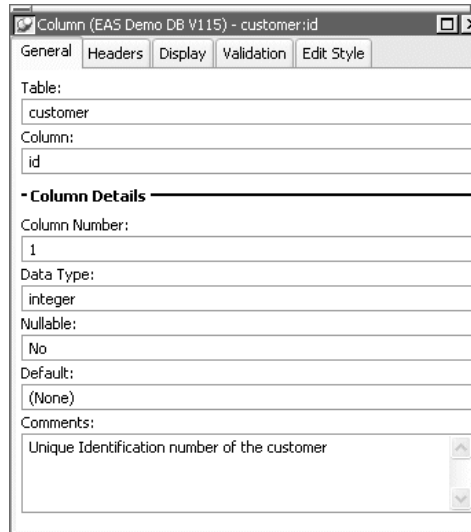 Column (EAS Demo DB V115) - customer:id
General Headers Display Validation Edit Style
Table:
customer
Column:
id
- Column Details
Column Number:
1
Data Type:
integer
Nullable:
No
Default:
(None)
Comments:
Unique Identification number of the customer